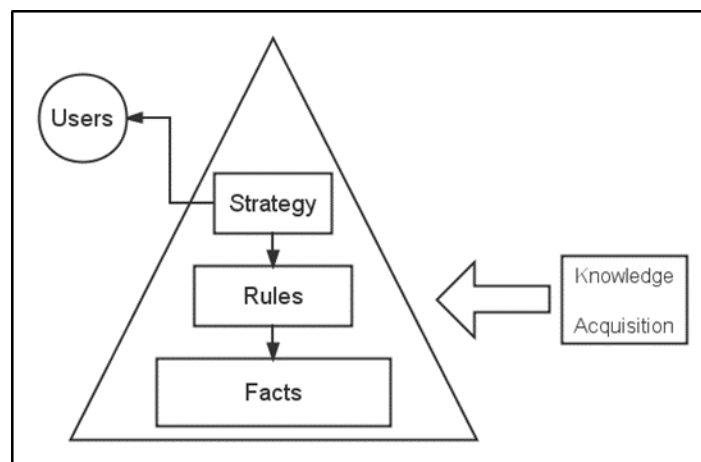 Users
Strategy
Rules
Facts
Knowledge
Acquisition